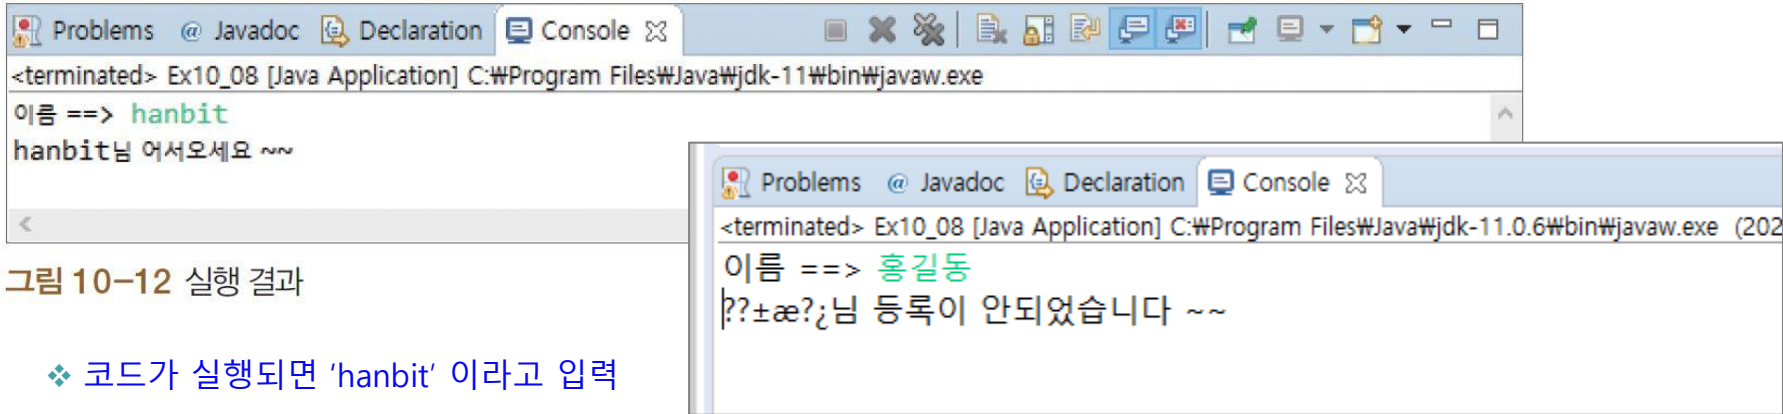 Problems @ Javadoc Declaration Console
<terminated> Ex10_08 [Java Application] C:₩Program Files₩Java₩jdk-11₩bin₩javaw.exe
이름 ==> hanbit
hanbit님 어서오세요 ~~
그림 10-12 실행 결과
❖ 코드가 실행되면 ‘hanbit’ 이라고 입력
Problems @ Javadoc Declaration Console
<terminated> Ex10_08 [Java Application] C:₩Program Files₩Java₩jdk-11.0.6₩bin₩javaw.exe (202
이름 ==> 홍길동
??±æ?¿님 등록이 안되었습니다 ~~